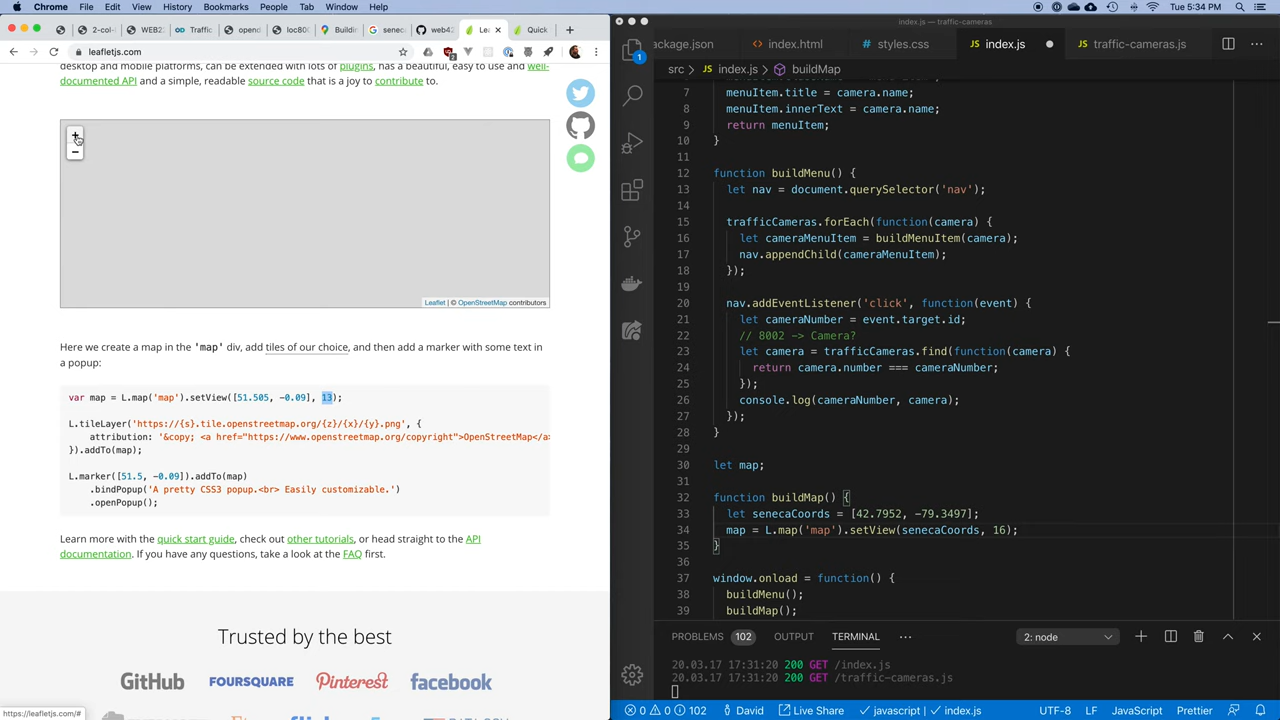 Chrome File Edit View History Bookmarks People Tab Window Help
Tue 5:34 PM
2-col- WEB22 Traffic opend loc800 Buildin senec web42 Lea Quick
leafletjs.com
desktop and mobile platforms, can be extended with lots of plugins, has a beautiful, easy to use and well-
documented API and a simple, readable source code that is a joy to contribute to.
+
−
Leaflet | © OpenStreetMap contributors
Here we create a map in the 'map' div, add tiles of our choice, and then add a marker with some text in
a popup:
var map = L.map('map').setView([51.505, -0.09], 13);
L.tileLayer('https://{s}.tile.openstreetmap.org/{z}/{x}/{y}.png', {
attribution: '&copy; <a href="https://www.openstreetmap.org/copyright">OpenStreetMap</a>
}).addTo(map);
L.marker([51.5, -0.09]).addTo(map)
.bindPopup('A pretty CSS3 popup.<br> Easily customizable.')
.openPopup();
Learn more with the quick start guide, check out other tutorials, or head straight to the API
documentation. If you have any questions, take a look at the FAQ first.
Trusted by the best
GitHub FOURSQUARE Pinterest facebook
https://leafletjs.com/#
index.js — traffic-cameras
package.json index.html styles.css index.js traffic-cameras.js
src > index.js > buildMap
7 menuItem.title = camera.name;
8 menuItem.innerText = camera.name;
9 return menuItem;
10 }
11
12 function buildMenu() {
13 let nav = document.querySelector('nav');
14
15 trafficCameras.forEach(function(camera) {
16 let cameraMenuItem = buildMenuItem(camera);
17 nav.appendChild(cameraMenuItem);
18 });
19
20 nav.addEventListener('click', function(event) {
21 let cameraNumber = event.target.id;
22 // 8002 -> Camera?
23 let camera = trafficCameras.find(function(camera) {
24 return camera.number === cameraNumber;
25 });
26 console.log(cameraNumber, camera);
27 });
28 }
29
30 let map;
31
32 function buildMap() {
33 let senecaCoords = [42.7952, -79.3497];
34 map = L.map('map').setView(senecaCoords, 16);
35 }
36
37 window.onload = function() {
38 buildMenu();
39 buildMap();
PROBLEMS 102 OUTPUT TERMINAL ··· 2: node
20.03.17 17:31:20 200 GET /index.js
20.03.17 17:31:20 200 GET /traffic-cameras.js
0 0 102 David Live Share javascript | index.js UTF-8 LF JavaScript Prettier